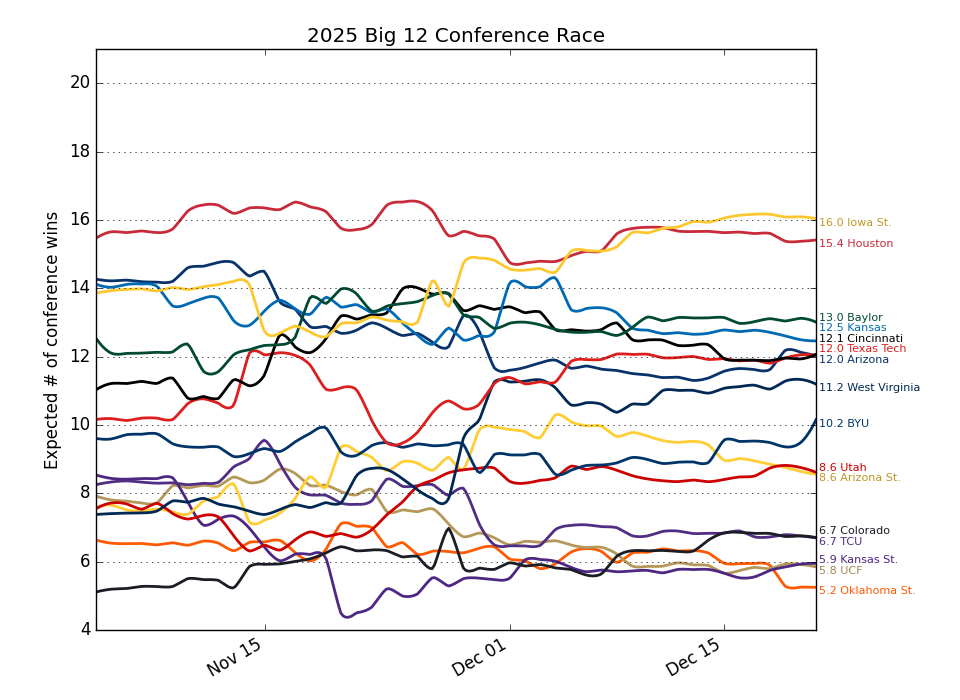 2025 Big 12 Conference Race
Expected # of conference wins
20
18
16
14
12
10
8
6
4
Nov 15
Dec 01
Dec 15
16.0 Iowa St.
15.4 Houston
13.0 Baylor
12.5 Kansas
12.1 Cincinnati
12.0 Texas Tech
12.0 Arizona
11.2 West Virginia
10.2 BYU
8.6 Utah
8.6 Arizona St.
6.7 Colorado
6.7 TCU
5.9 Kansas St.
5.8 UCF
5.2 Oklahoma St.